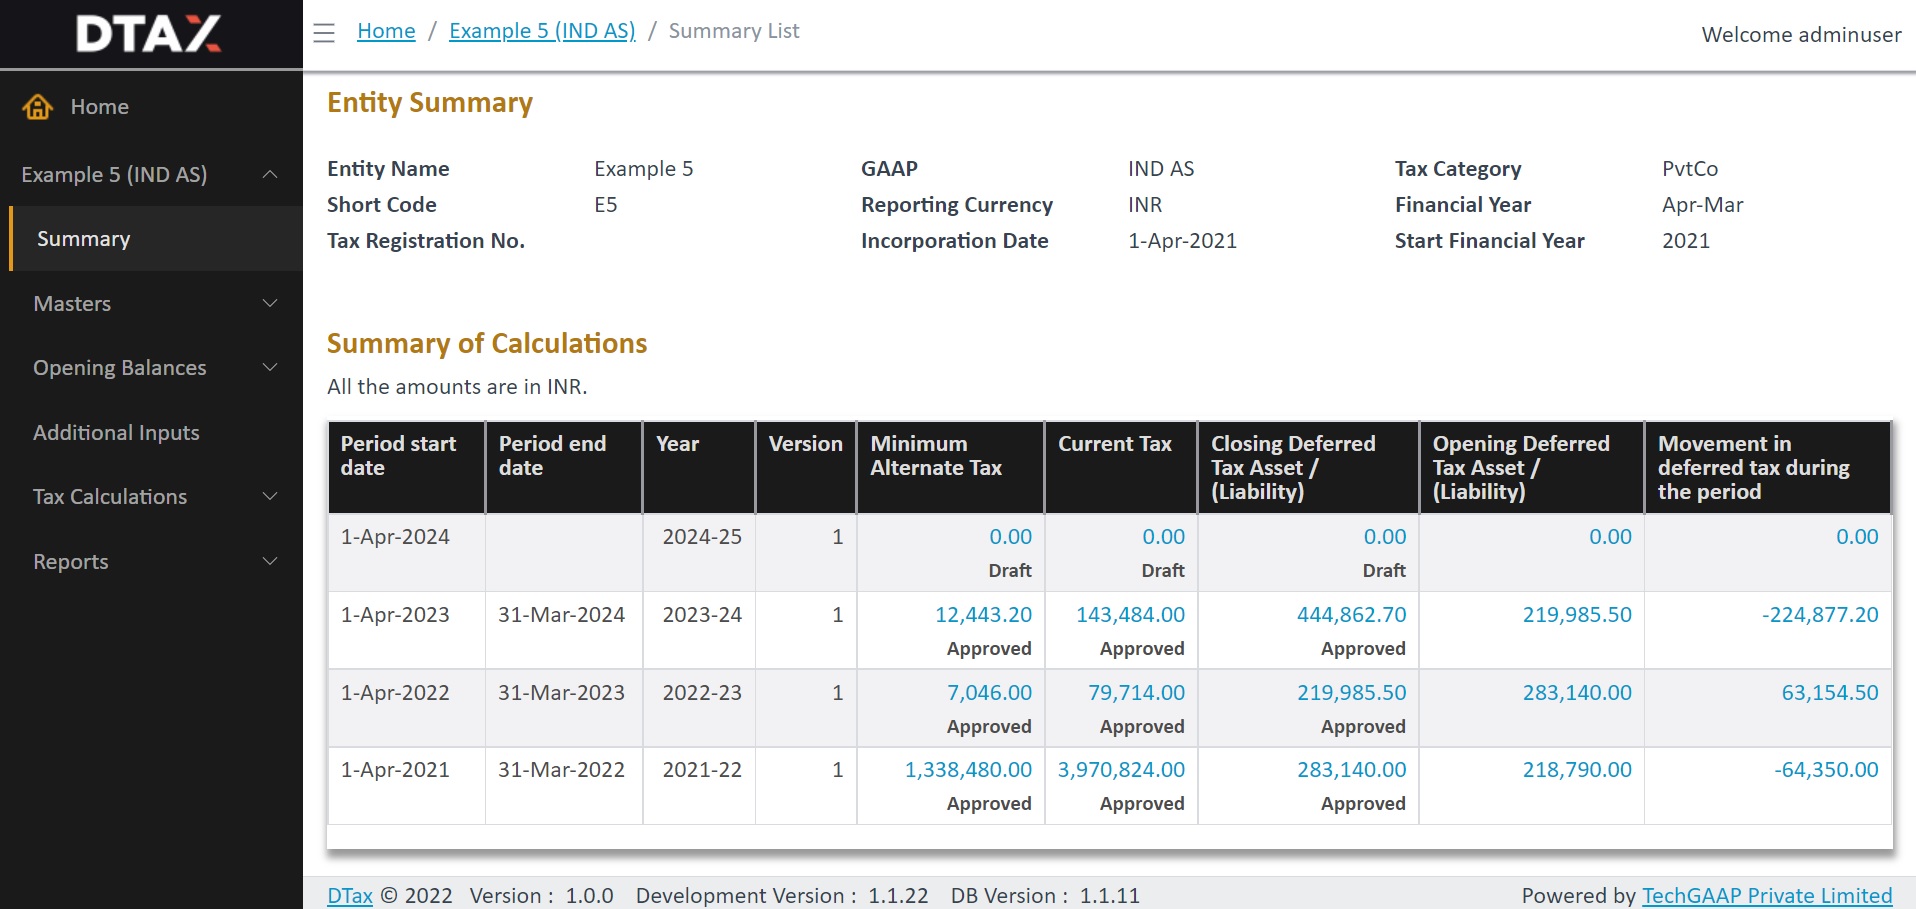 DTAX
Home / Example 5 (IND AS) / Summary List
Welcome adminuser
Home
Example 5 (IND AS)
Summary
Masters
Opening Balances
Additional Inputs
Tax Calculations
Reports
Entity Summary
Entity Name Example 5 GAAP IND AS Tax Category PvtCo
Short Code E5 Reporting Currency INR Financial Year Apr-Mar
Tax Registration No. Incorporation Date 1-Apr-2021 Start Financial Year 2021
Summary of Calculations
All the amounts are in INR.
Period start Period end Year Version Minimum Current Tax Closing Deferred Opening Deferred Movement in
date date Alternate Tax Tax Asset / Tax Asset / deferred tax during
(Liability) (Liability) the period
1-Apr-2024 2024-25 1 0.00 0.00 0.00 0.00 0.00
Draft Draft Draft
1-Apr-2023 31-Mar-2024 2023-24 1 12,443.20 143,484.00 444,862.70 219,985.50 -224,877.20
Approved Approved Approved
1-Apr-2022 31-Mar-2023 2022-23 1 7,046.00 79,714.00 219,985.50 283,140.00 63,154.50
Approved Approved Approved
1-Apr-2021 31-Mar-2022 2021-22 1 1,338,480.00 3,970,824.00 283,140.00 218,790.00 -64,350.00
Approved Approved Approved
DTax © 2022 Version : 1.0.0 Development Version : 1.1.22 DB Version : 1.1.11 Powered by TechGAAP Private Limited